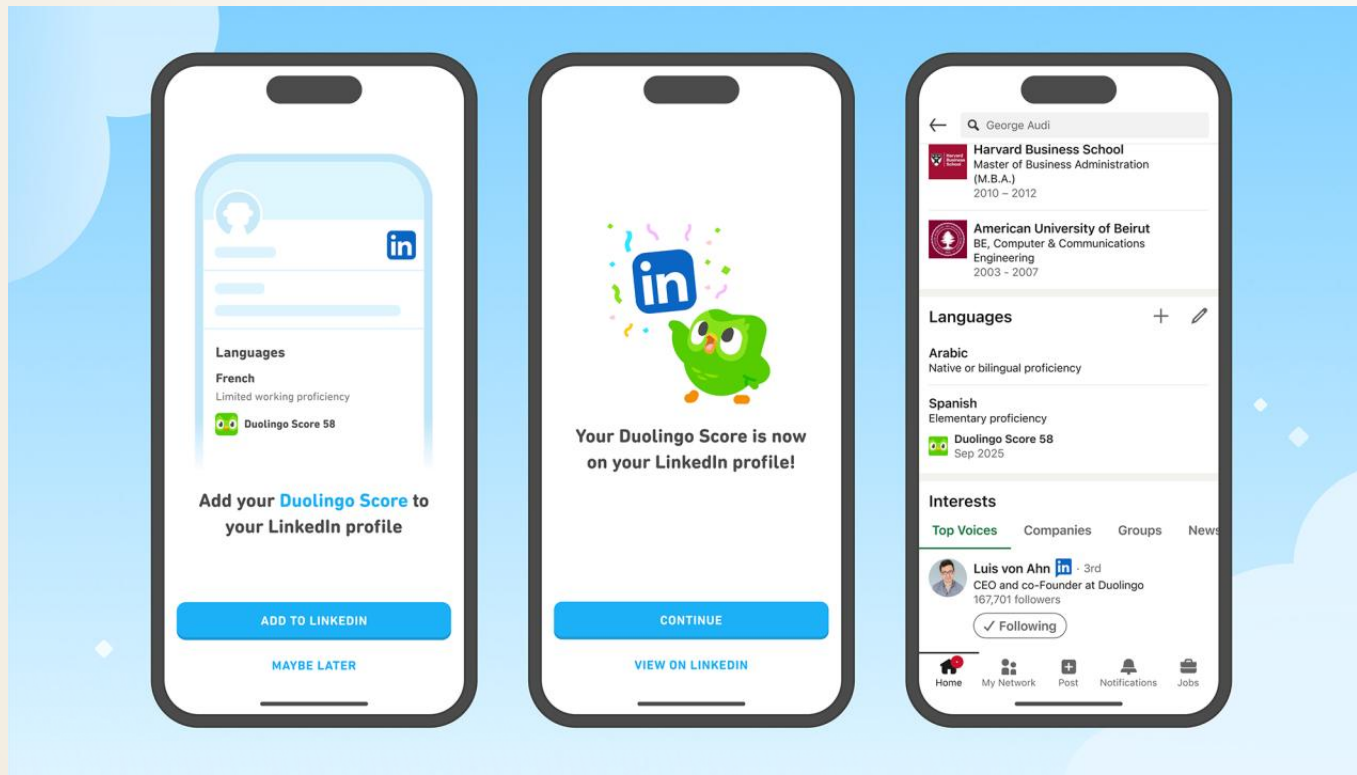 in
Languages
French
Limited working proficiency
Duolingo Score 58
Add your Duolingo Score to
your LinkedIn profile
ADD TO LINKEDIN
MAYBE LATER
in
Your Duolingo Score is now
on your LinkedIn profile!
CONTINUE
VIEW ON LINKEDIN
George Audi
Harvard Business School
Harvard Business School
Master of Business Administration
(M.B.A.)
2010 – 2012
American University of Beirut
BE, Computer & Communications
Engineering
2003 - 2007
Languages
Arabic
Native or bilingual proficiency
Spanish
Elementary proficiency
Duolingo Score 58
Sep 2025
Interests
Top Voices Companies Groups News
Luis von Ahn in · 3rd
CEO and co-Founder at Duolingo
167,701 followers
✓ Following
Home My Network Post Notifications Jobs